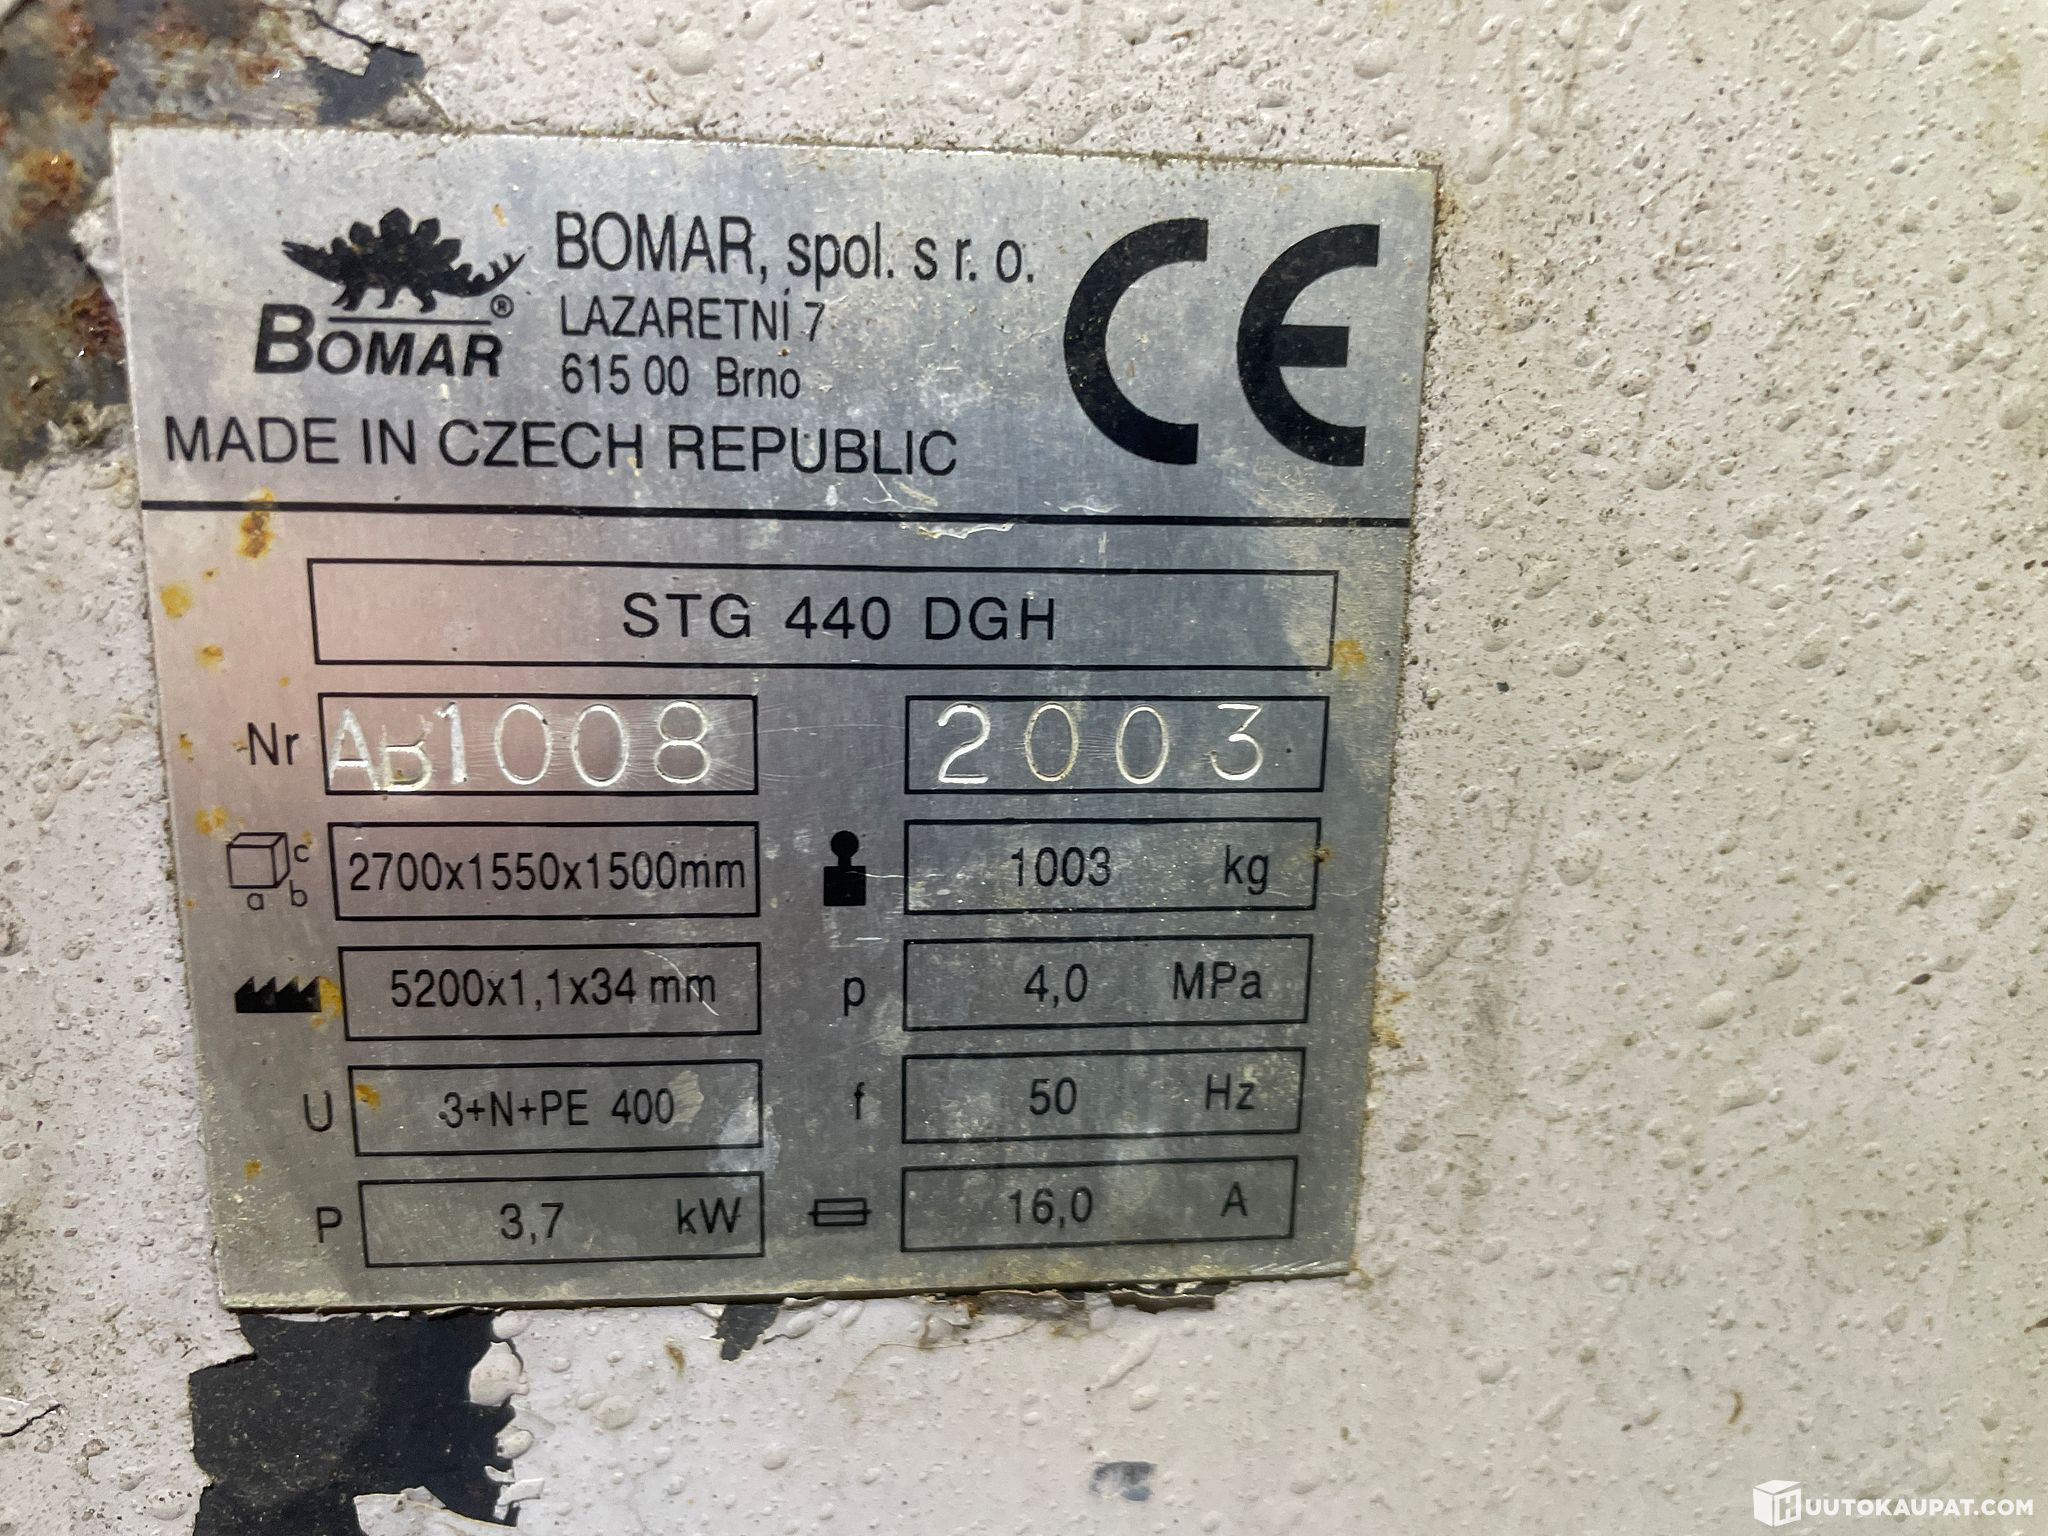 BOMAR®
BOMAR, spol. s r. o.
LAZARETNÍ 7
615 00 Brno
MADE IN CZECH REPUBLIC
CE
STG 440 DGH
Nr AB1008 2003
a b c 2700x1550x1500mm 1003 kg
5200x1,1x34 mm p 4,0 MPa
U 3+N+PE 400 f 50 Hz
P 3,7 kW 16,0 A
HUUTOKAUPAT.COM